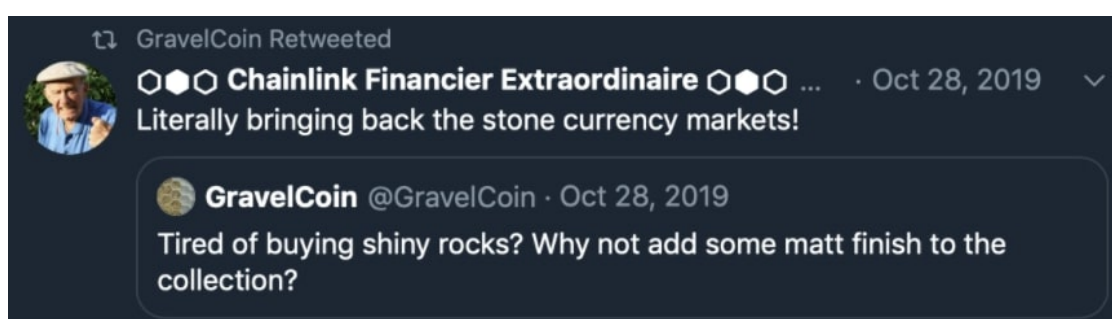 GravelCoin Retweeted
⬡⬢⬡ Chainlink Financier Extraordinaire ⬡⬢⬡ ... · Oct 28, 2019
Literally bringing back the stone currency markets!
GravelCoin @GravelCoin · Oct 28, 2019
Tired of buying shiny rocks? Why not add some matt finish to the
collection?